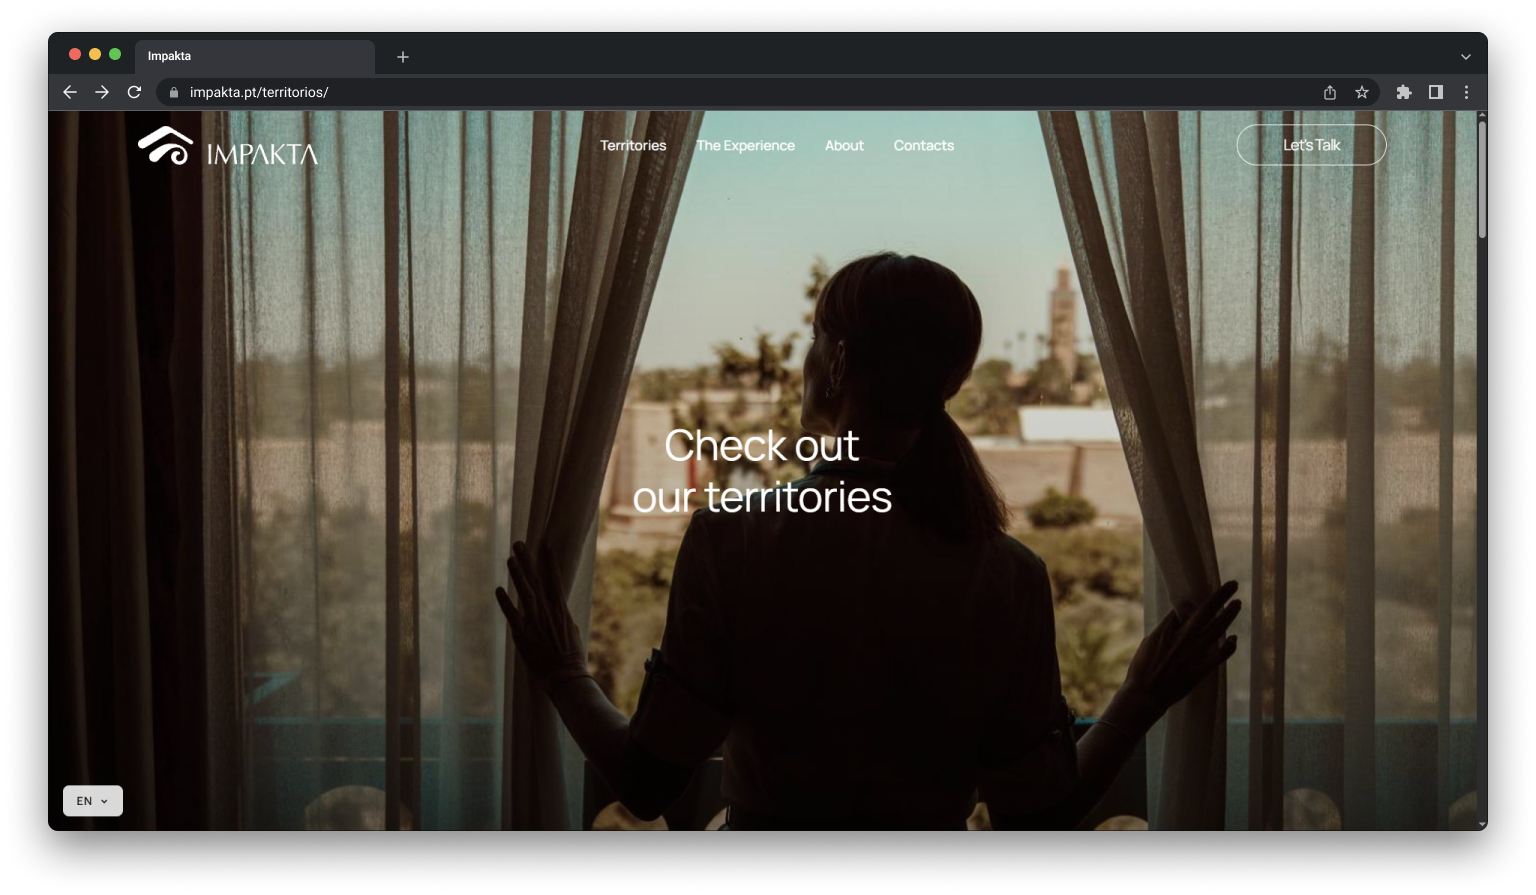 Impakta
impakta.pt/territorios/
IMPAKTA
Territories
The Experience
About
Contacts
Let's Talk
Check out
our territories
EN